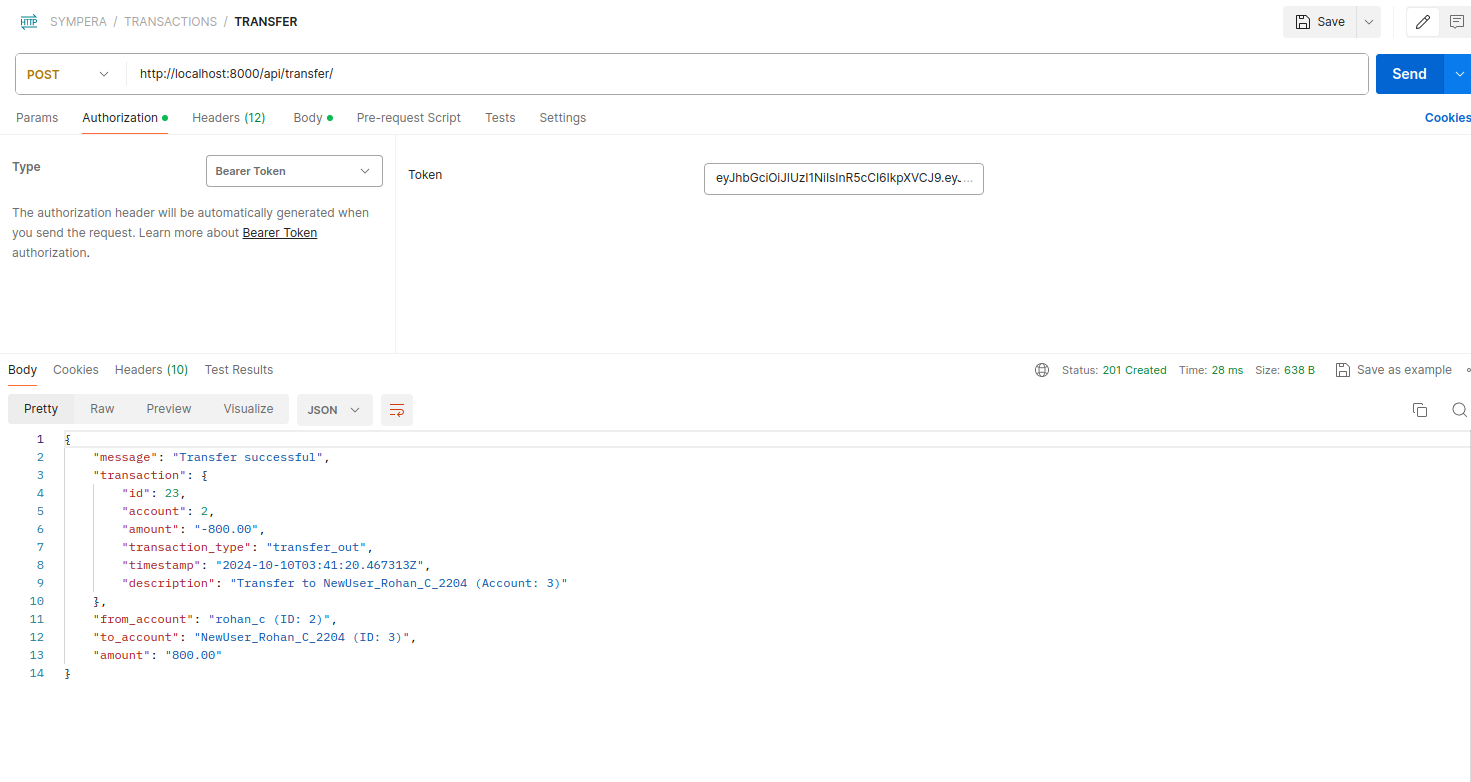 HTTP SYMPERA / TRANSACTIONS / TRANSFER Save
POST http://localhost:8000/api/transfer/ Send
Params Authorization Headers (12) Body Pre-request Script Tests Settings Cookies
Type Bearer Token
Token
The authorization header will be automatically generated when
you send the request. Learn more about Bearer Token
authorization.
Body Cookies Headers (10) Test Results Status: 201 Created Time: 28 ms Size: 638 B Save as example
Pretty Raw Preview Visualize JSON
1 {
2 "message": "Transfer successful",
3 "transaction": {
4 "id": 23,
5 "account": 2,
6 "amount": "-800.00",
7 "transaction_type": "transfer_out",
8 "timestamp": "2024-10-10T03:41:20.467313Z",
9 "description": "Transfer to NewUser_Rohan_C_2204 (Account: 3)"
10 },
11 "from_account": "rohan_c (ID: 2)",
12 "to_account": "NewUser_Rohan_C_2204 (ID: 3)",
13 "amount": "800.00"
14 }